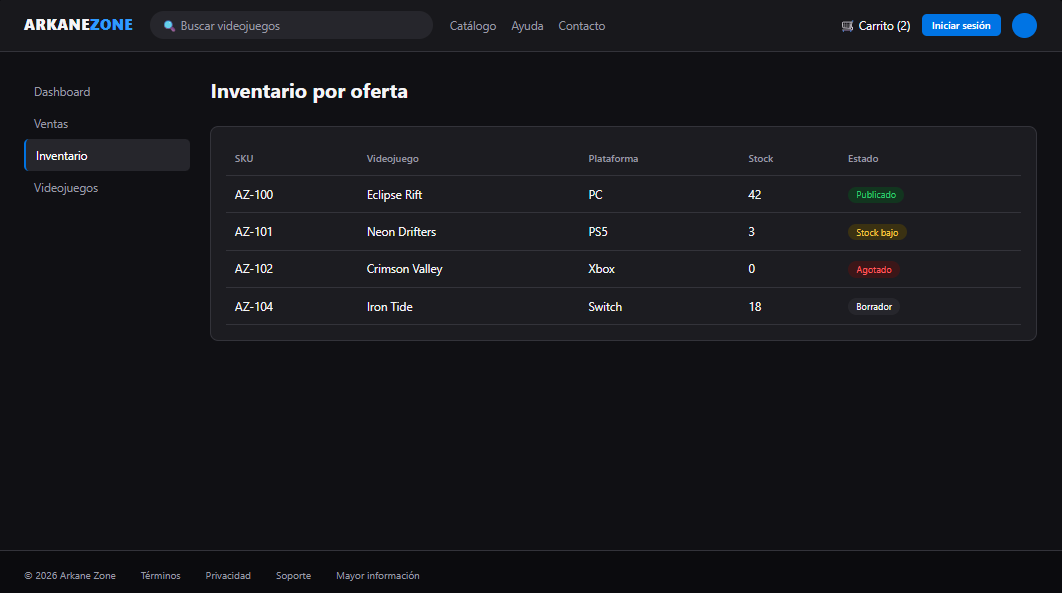 ARKANEZONE
Buscar videojuegos
Catálogo Ayuda Contacto
Carrito (2)
Iniciar sesión
Dashboard
Ventas
Inventario
Videojuegos
Inventario por oferta
SKU Videojuego Plataforma Stock Estado
AZ-100 Eclipse Rift PC 42 Publicado
AZ-101 Neon Drifters PS5 3 Stock bajo
AZ-102 Crimson Valley Xbox 0 Agotado
AZ-104 Iron Tide Switch 18 Borrador
© 2026 Arkane Zone Términos Privacidad Soporte Mayor información